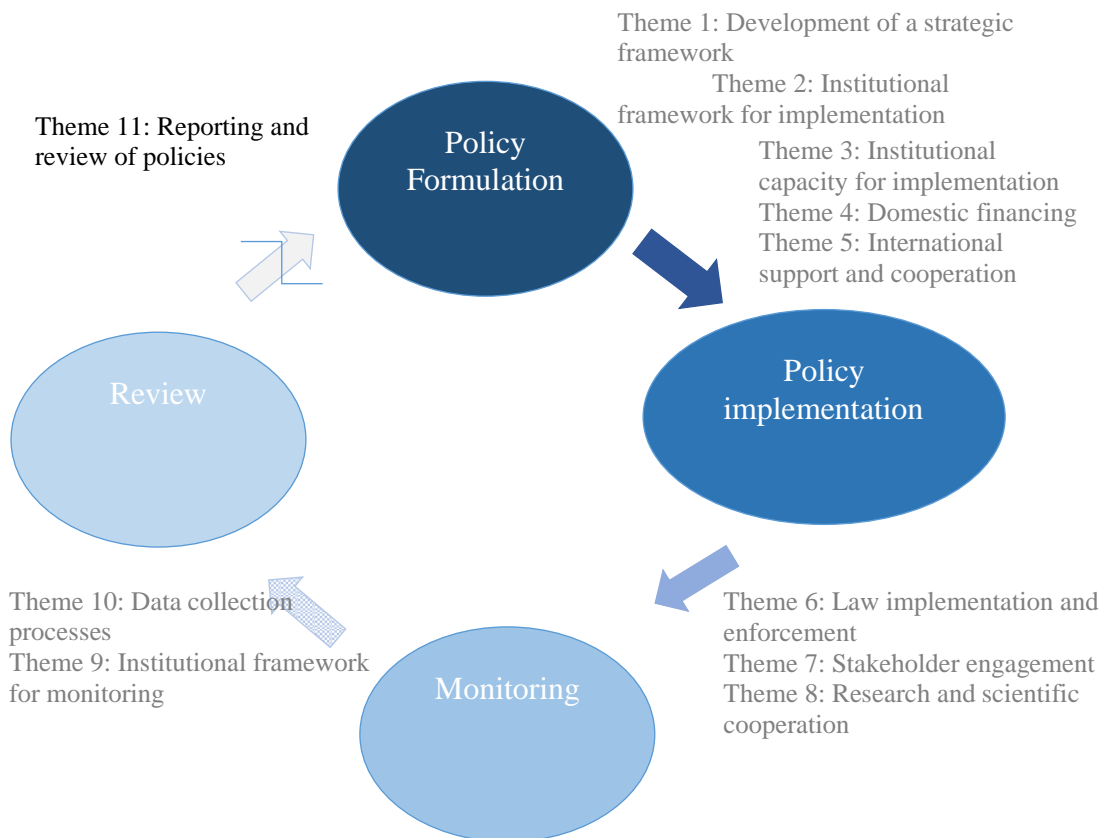 Theme 1: Development of a strategic
framework
Theme 2: Institutional
framework for implementation
Theme 11: Reporting and
review of policies
Policy
Formulation
Theme 3: Institutional
capacity for implementation
Theme 4: Domestic financing
Theme 5: International
support and cooperation
Review
Policy
implementation
Theme 10: Data collection
processes
Theme 9: Institutional framework
for monitoring
Monitoring
Theme 6: Law implementation and
enforcement
Theme 7: Stakeholder engagement
Theme 8: Research and scientific
cooperation